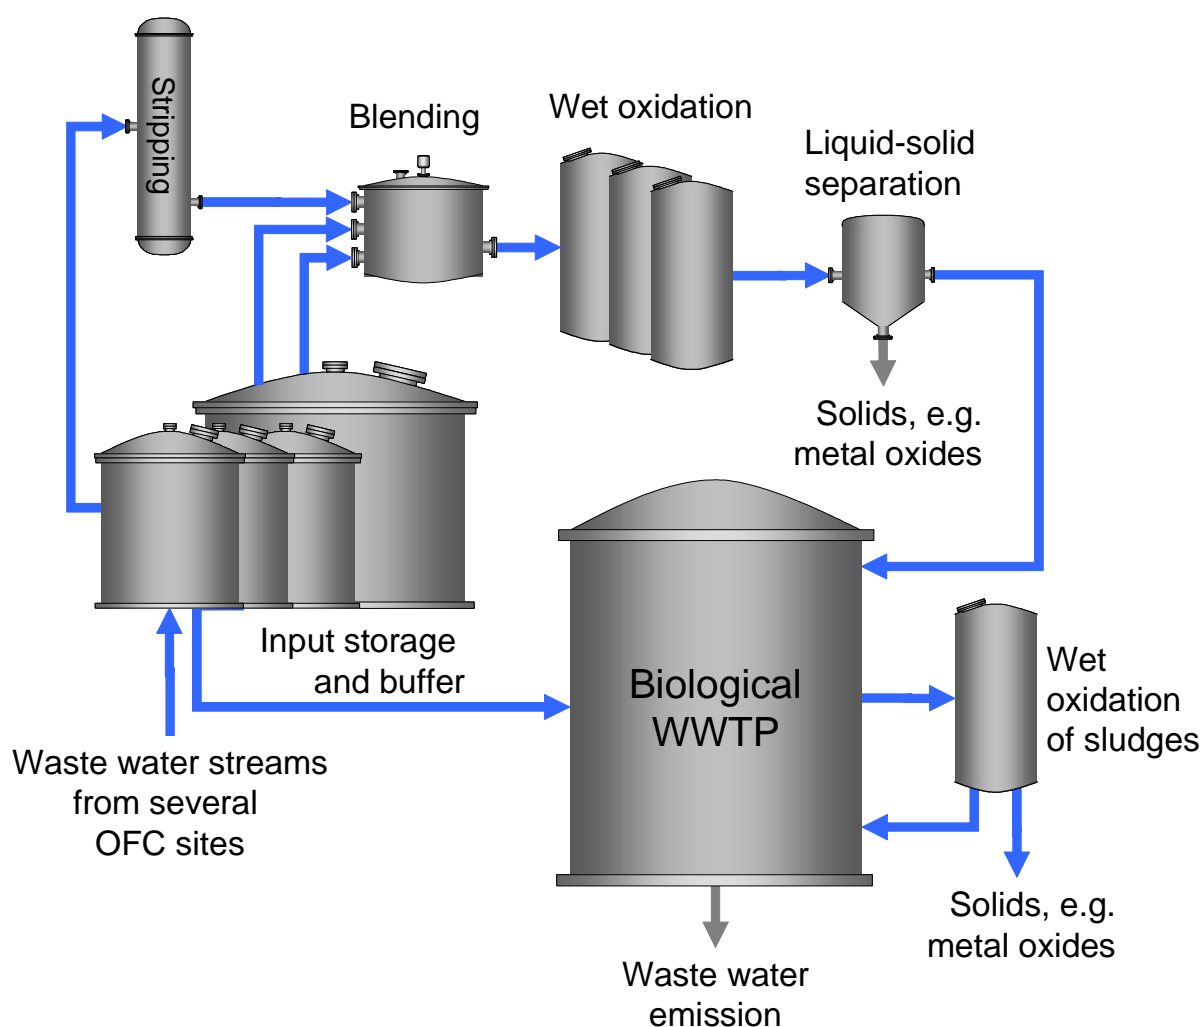 Stripping
Blending
Wet oxidation
Liquid-solid
separation
Solids, e.g.
metal oxides
Input storage
and buffer
Biological
WWTP
Wet
oxidation
of sludges
Waste water streams
from several
OFC sites
Solids, e.g.
metal oxides
Waste water
emission